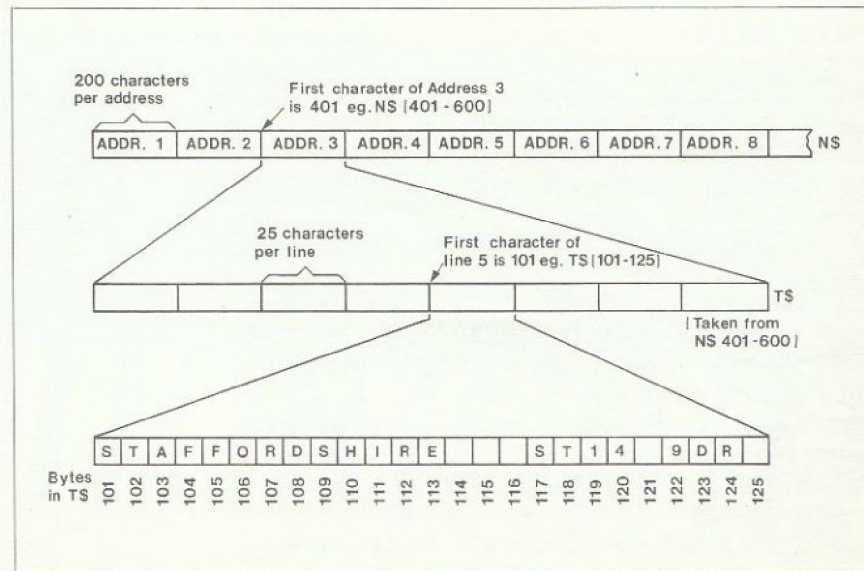 200 characters
per address
First character of Address 3
is 401 eg. N$ [401 - 600]
ADDR. 1 ADDR. 2 ADDR. 3 ADDR. 4 ADDR. 5 ADDR. 6 ADDR. 7 ADDR. 8 N$
25 characters
per line
First character of
line 5 is 101 eg. T$ [101-125]
T$
[Taken from
N$ 401-600]
S T A F F O R D S H I R E S T 1 4 9 D R
Bytes
in T$
101 102 103 104 105 106 107 108 109 110 111 112 113 114 115 116 117 118 119 120 121 122 123 124 125